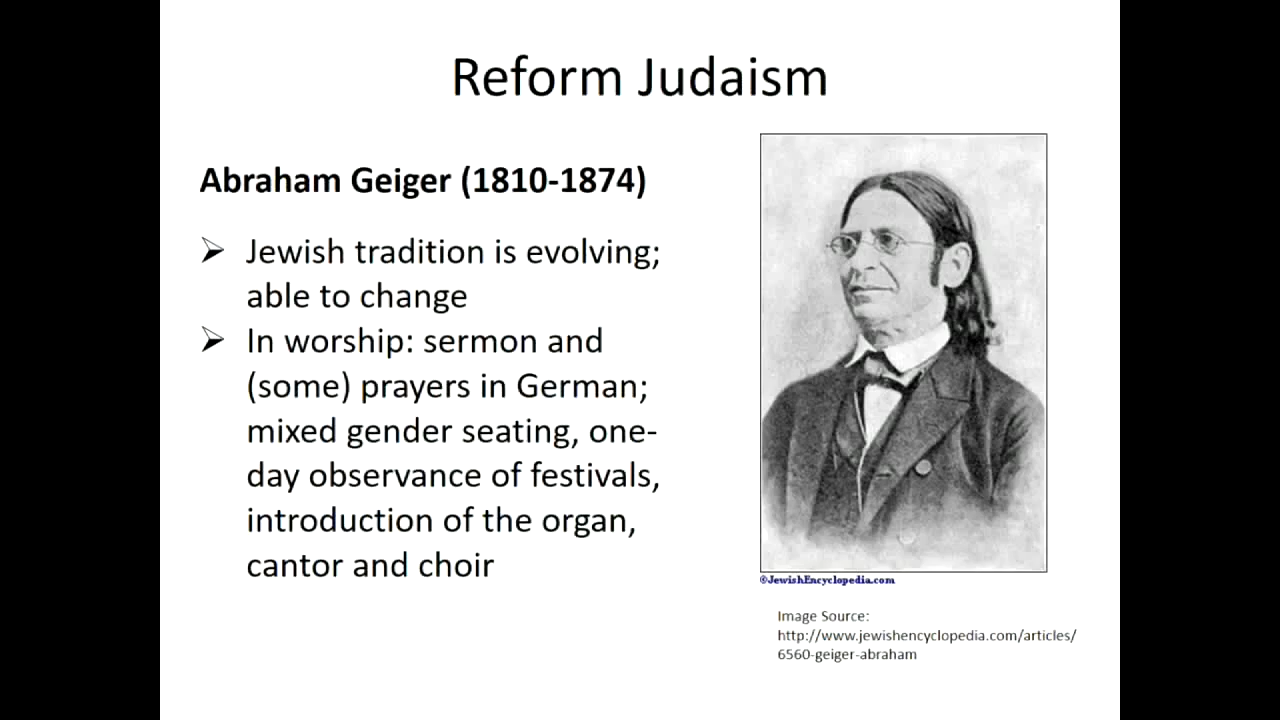 Reform Judaism
Abraham Geiger (1810-1874)
➢ Jewish tradition is evolving;
able to change
➢ In worship: sermon and
(some) prayers in German;
mixed gender seating, one-
day observance of festivals,
introduction of the organ,
cantor and choir
©JewishEncyclopedia.com
Image Source:
http://www.jewishencyclopedia.com/articles/
6560-geiger-abraham